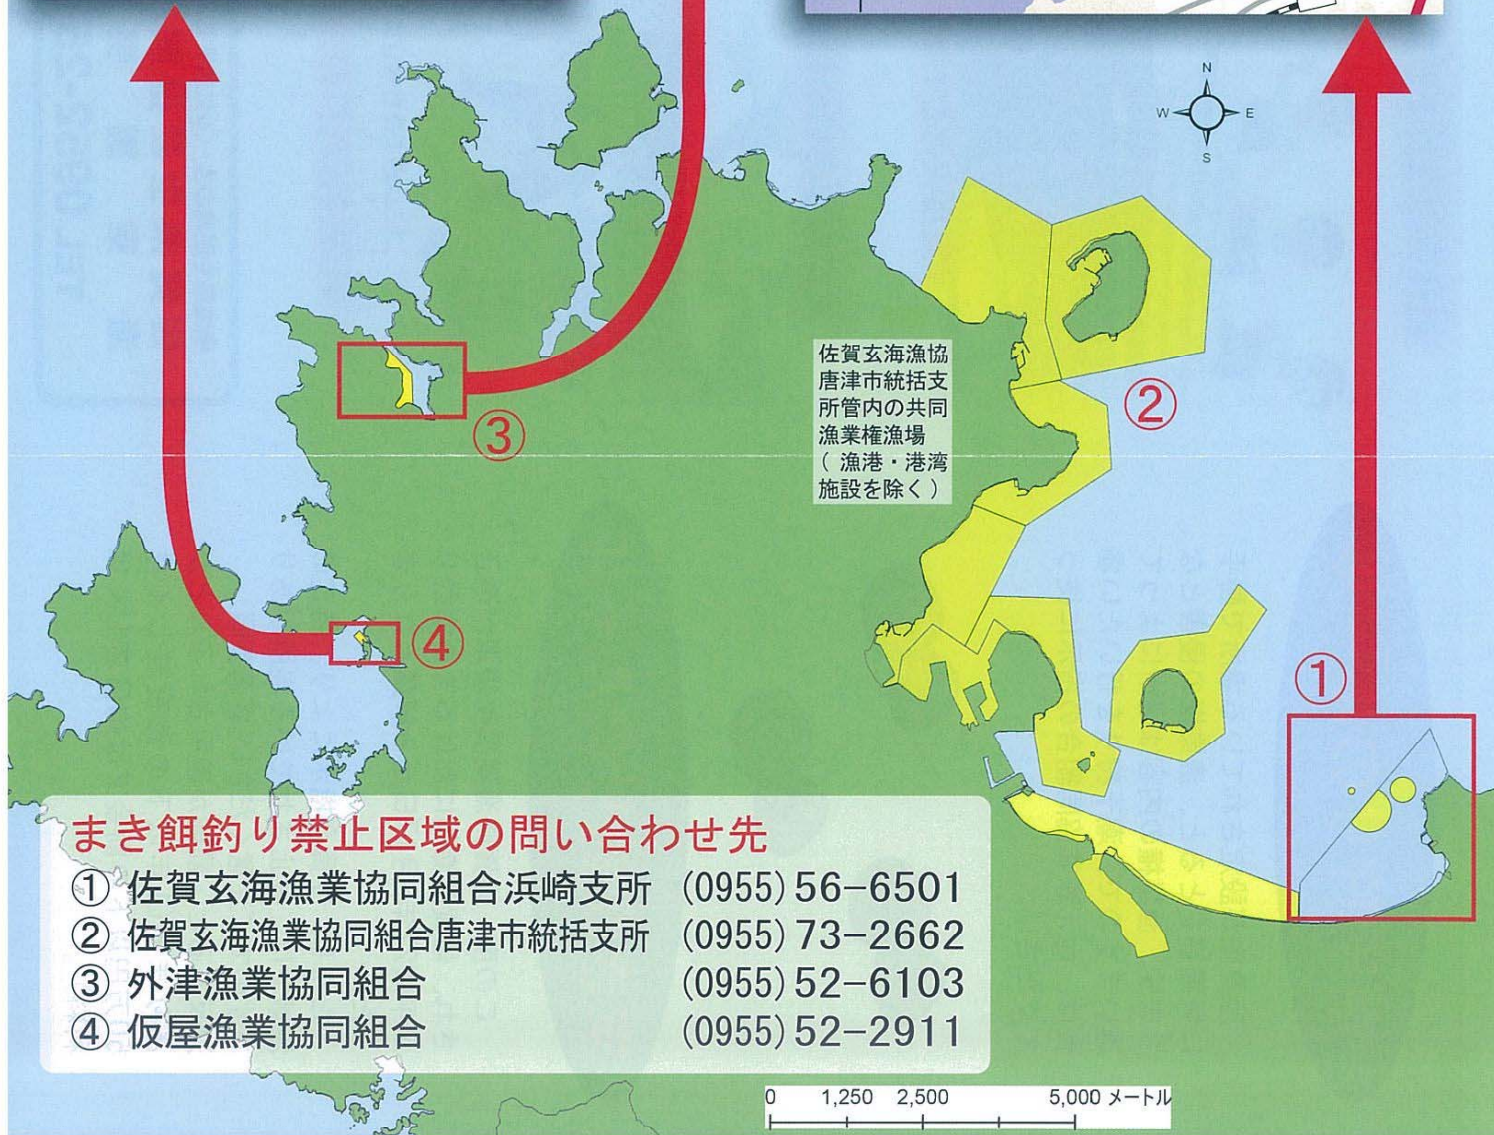 N
W E
S
佐賀玄海漁協
唐津市統括支
所管内の共同
漁業権漁場
(漁港・港湾
施設を除く)
②
③
①
④
まき餌釣り禁止区域の問い合わせ先
① 佐賀玄海漁業協同組合浜崎支所 (0955)56-6501
② 佐賀玄海漁業協同組合唐津市統括支所 (0955)73-2662
③ 外津漁業協同組合 (0955)52-6103
④ 仮屋漁業協同組合 (0955)52-2911
0 1,250 2,500 5,000 メートル